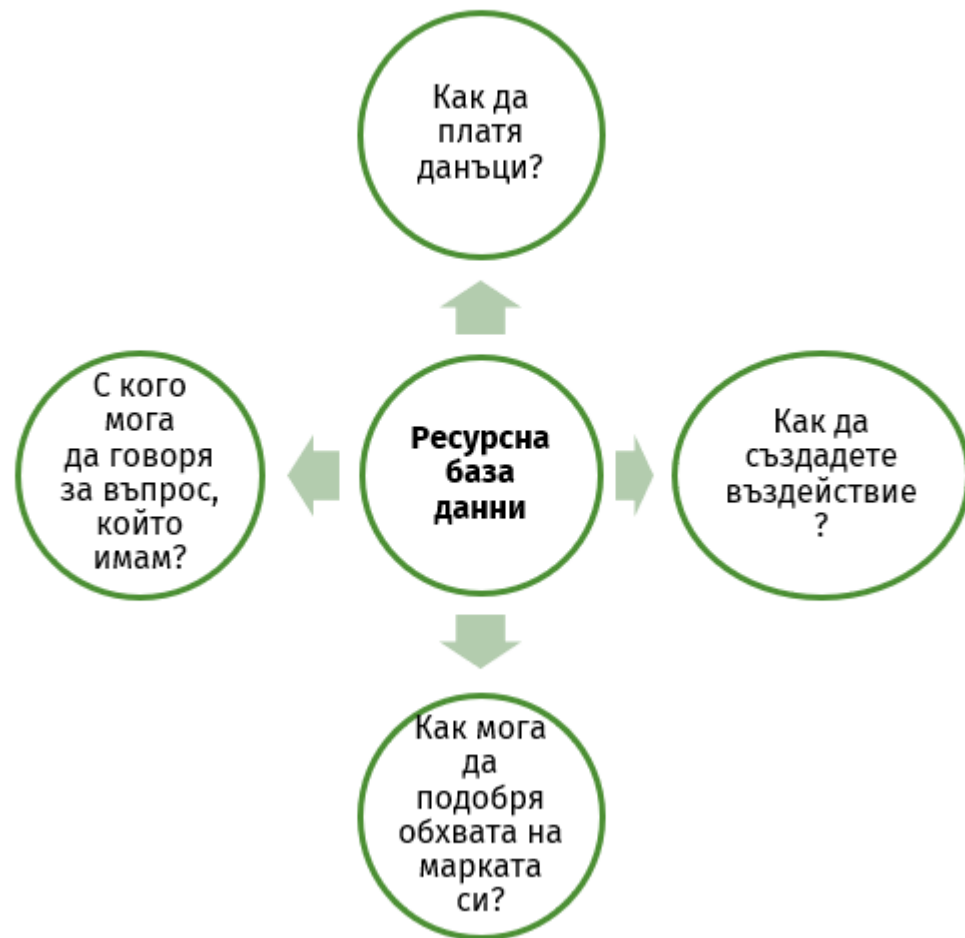 Как да
платя
данъци?
С кого
мога
да говоря
за въпрос,
който
имам?
Ресурсна
база
данни
Как да
създадете
въздействие
?
Как мога
да
подобря
обхвата на
марката
си?